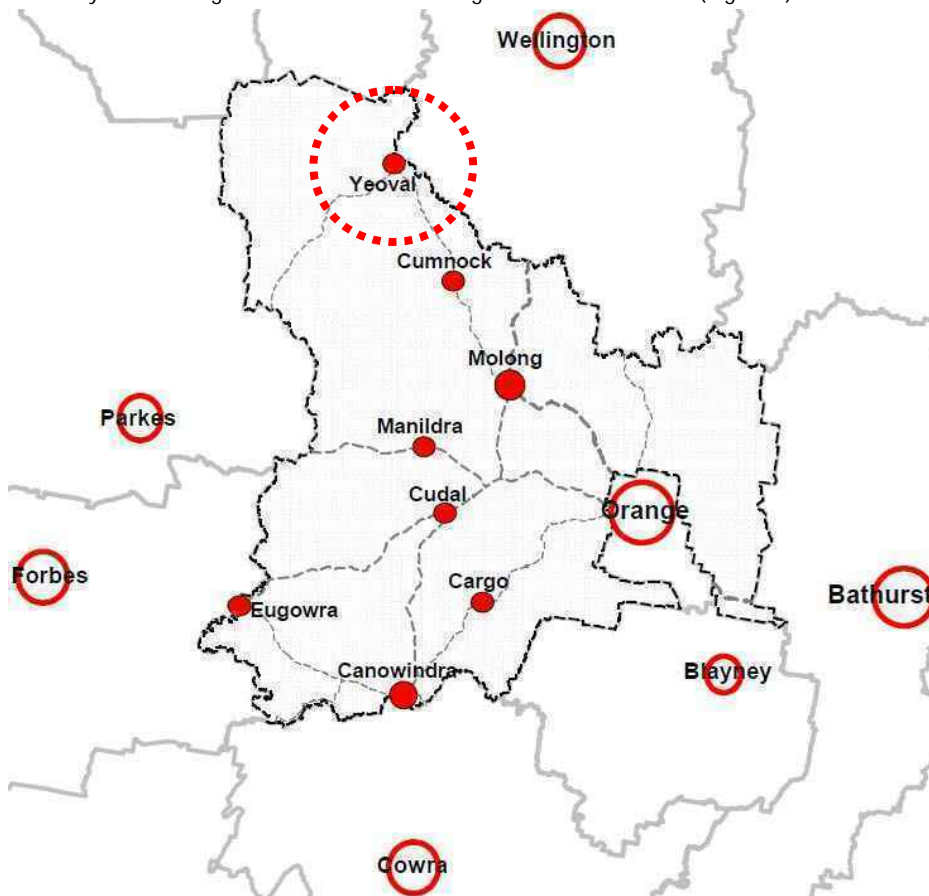 Wellington
Yeoval
Cumnock
Molong
Parkes
Manildra
Cudal
Orange
Forbes
Cargo
Eugowra
Bathurst
Canowindra
Blayney
Cowra